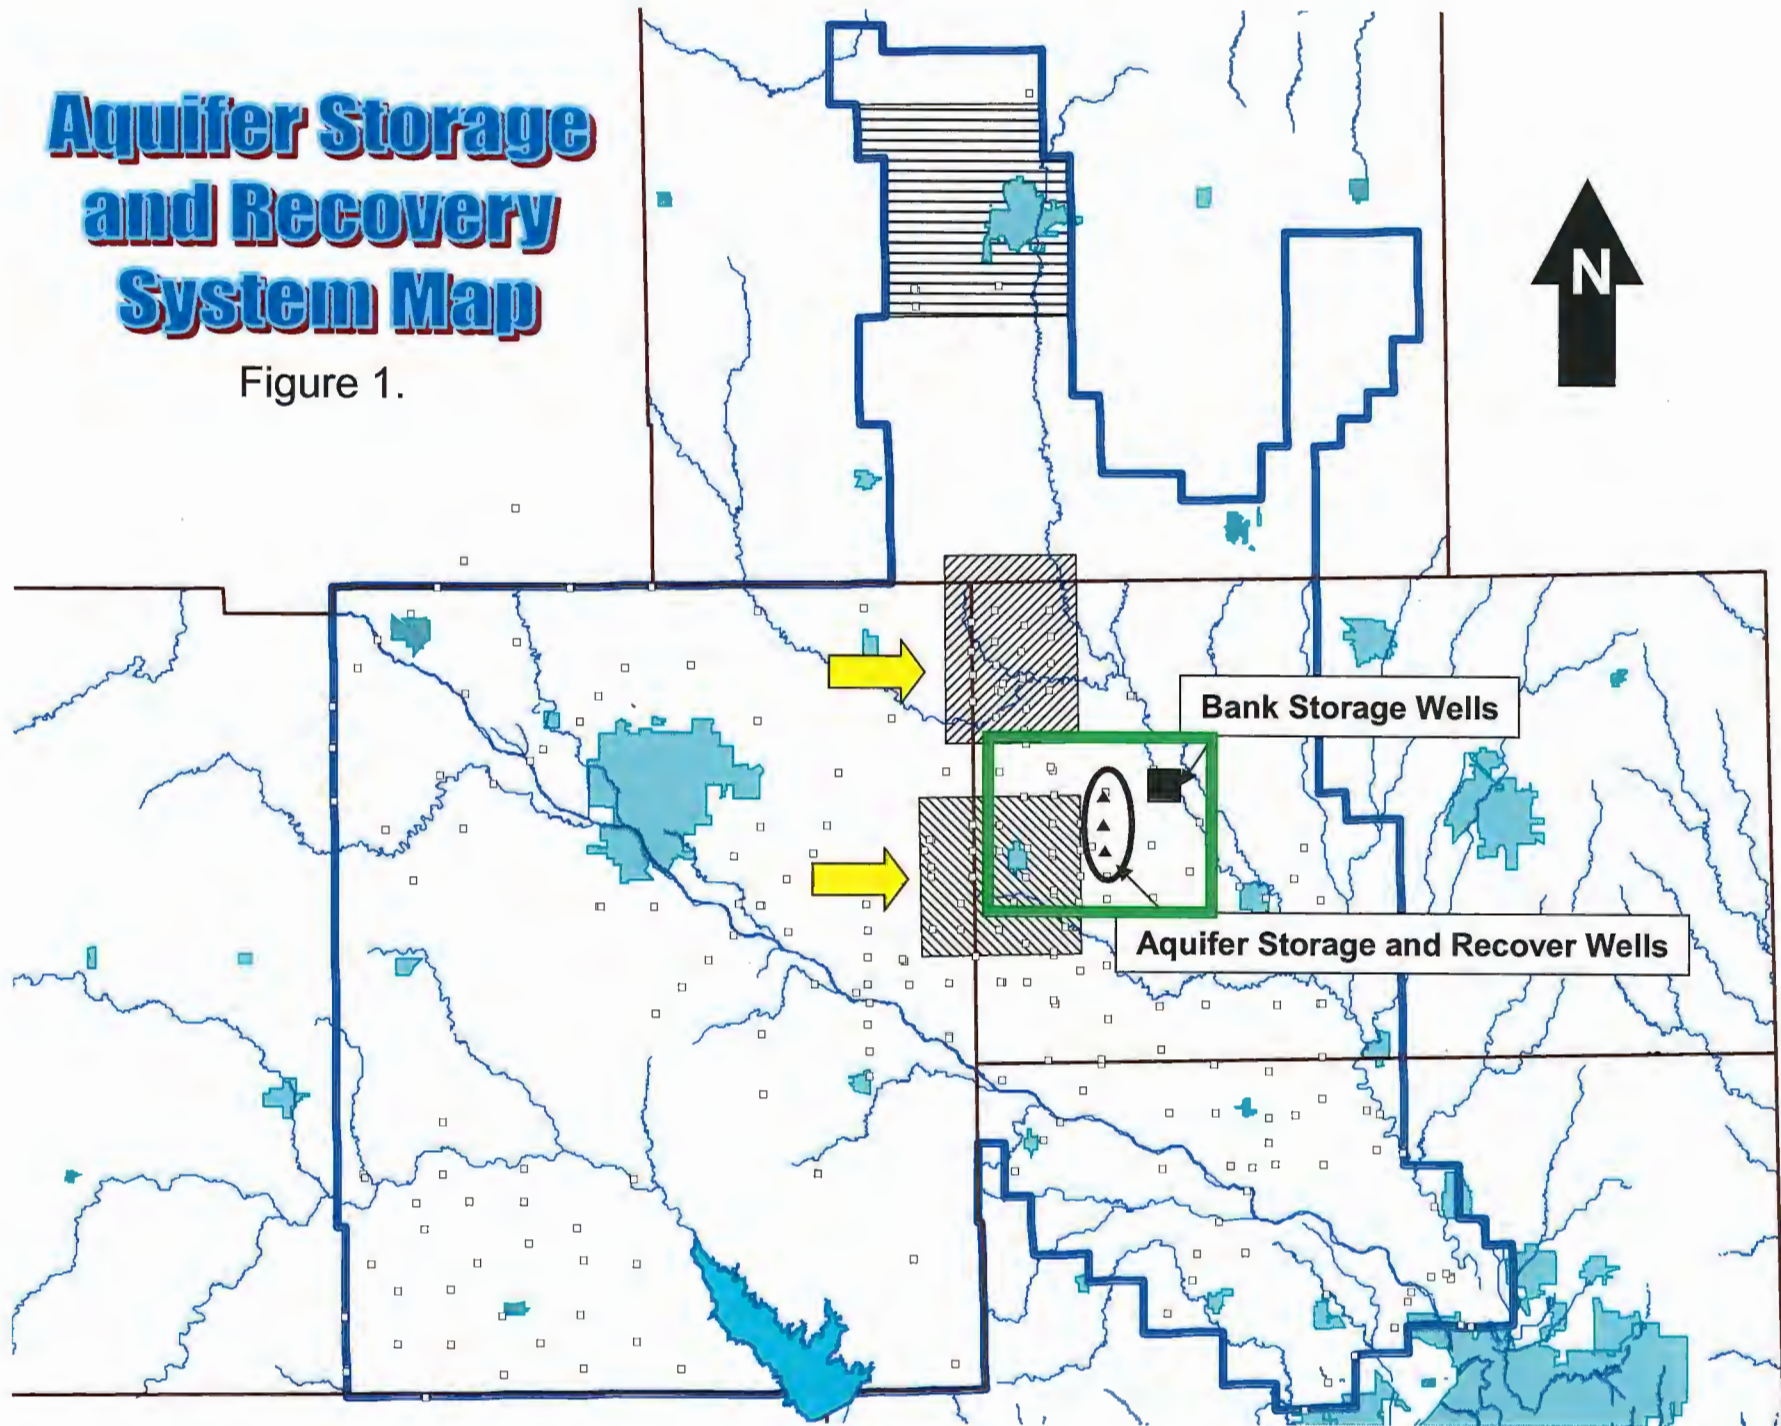 Aquifer Storage
and Recovery
System Map
Figure 1.
N
Bank Storage Wells
Aquifer Storage and Recover Wells